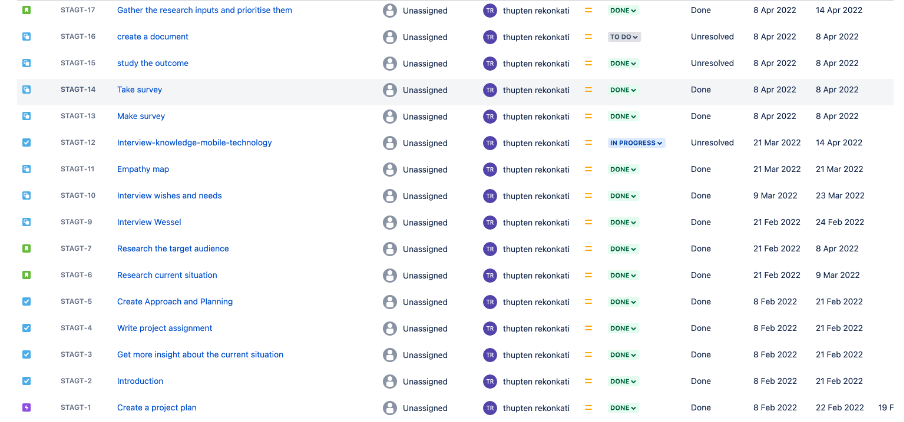 STAGT-17 Gather the research inputs and prioritise them Unassigned TR thupten rekonkati DONE Done 8 Apr 2022 14 Apr 2022
STAGT-16 create a document Unassigned TR thupten rekonkati TO DO Unresolved 8 Apr 2022 8 Apr 2022
STAGT-15 study the outcome Unassigned TR thupten rekonkati DONE Unresolved 8 Apr 2022 8 Apr 2022
STAGT-14 Take survey Unassigned TR thupten rekonkati DONE Done 8 Apr 2022 8 Apr 2022
STAGT-13 Make survey Unassigned TR thupten rekonkati DONE Done 8 Apr 2022 8 Apr 2022
STAGT-12 Interview-knowledge-mobile-technology Unassigned TR thupten rekonkati IN PROGRESS Unresolved 21 Mar 2022 14 Apr 2022
STAGT-11 Empathy map Unassigned TR thupten rekonkati DONE Done 21 Mar 2022 21 Mar 2022
STAGT-10 Interview wishes and needs Unassigned TR thupten rekonkati DONE Done 9 Mar 2022 23 Mar 2022
STAGT-9 Interview Wessel Unassigned TR thupten rekonkati DONE Done 21 Feb 2022 24 Feb 2022
STAGT-7 Research the target audience Unassigned TR thupten rekonkati DONE Done 21 Feb 2022 8 Apr 2022
STAGT-6 Research current situation Unassigned TR thupten rekonkati DONE Done 21 Feb 2022 9 Mar 2022
STAGT-5 Create Approach and Planning Unassigned TR thupten rekonkati DONE Done 8 Feb 2022 21 Feb 2022
STAGT-4 Write project assignment Unassigned TR thupten rekonkati DONE Done 8 Feb 2022 21 Feb 2022
STAGT-3 Get more insight about the current situation Unassigned TR thupten rekonkati DONE Done 8 Feb 2022 21 Feb 2022
STAGT-2 Introduction Unassigned TR thupten rekonkati DONE Done 8 Feb 2022 21 Feb 2022
STAGT-1 Create a project plan Unassigned TR thupten rekonkati DONE Done 8 Feb 2022 22 Feb 2022 19 F